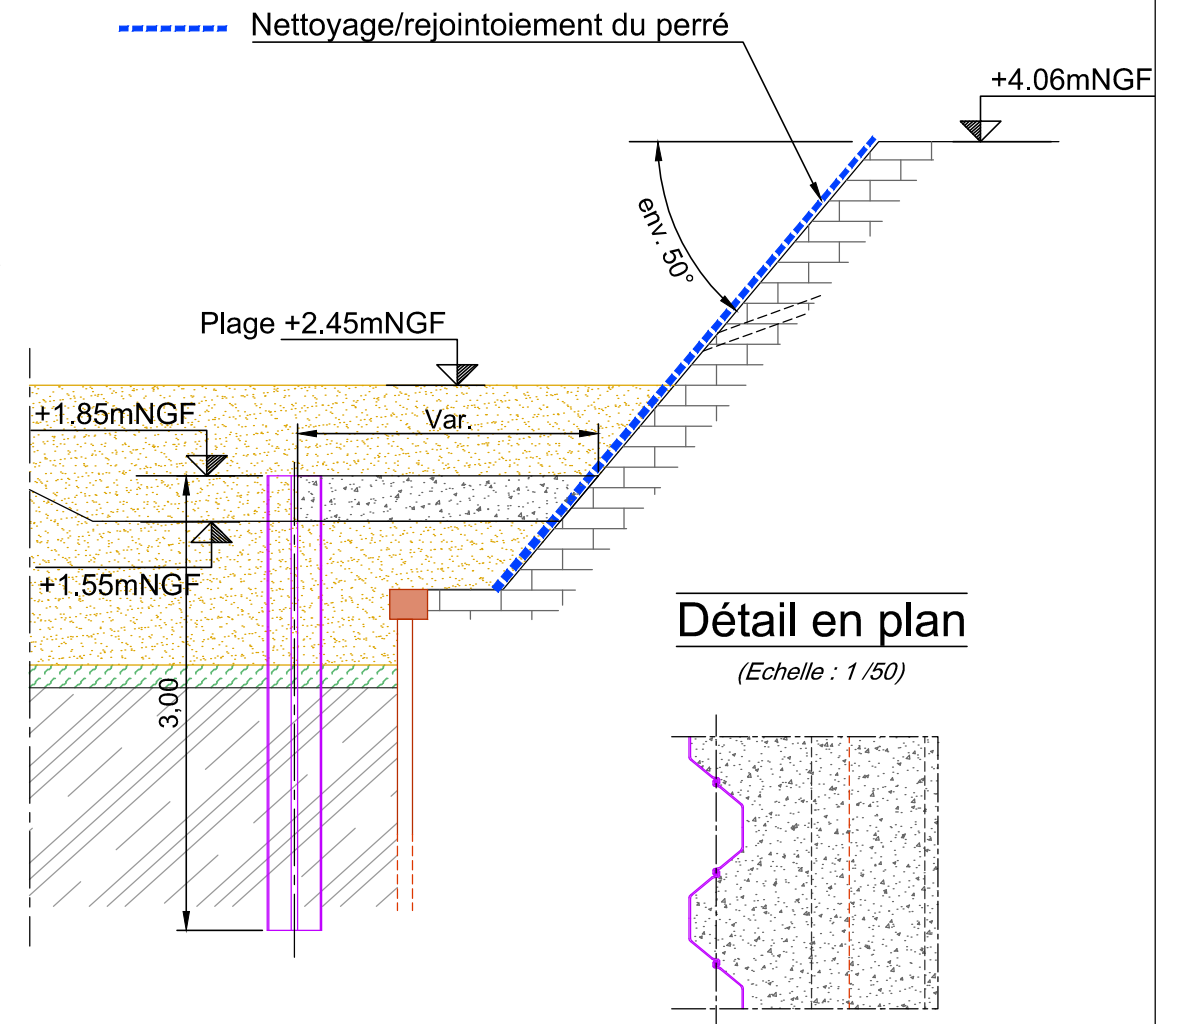 Nettoyage/rejointoiement du perré
+4.06mNGF
env. 50°
Plage +2.45mNGF
+1.85mNGF
Var.
+1.55mNGF
3,00
Détail en plan
(Echelle : 1 /50)